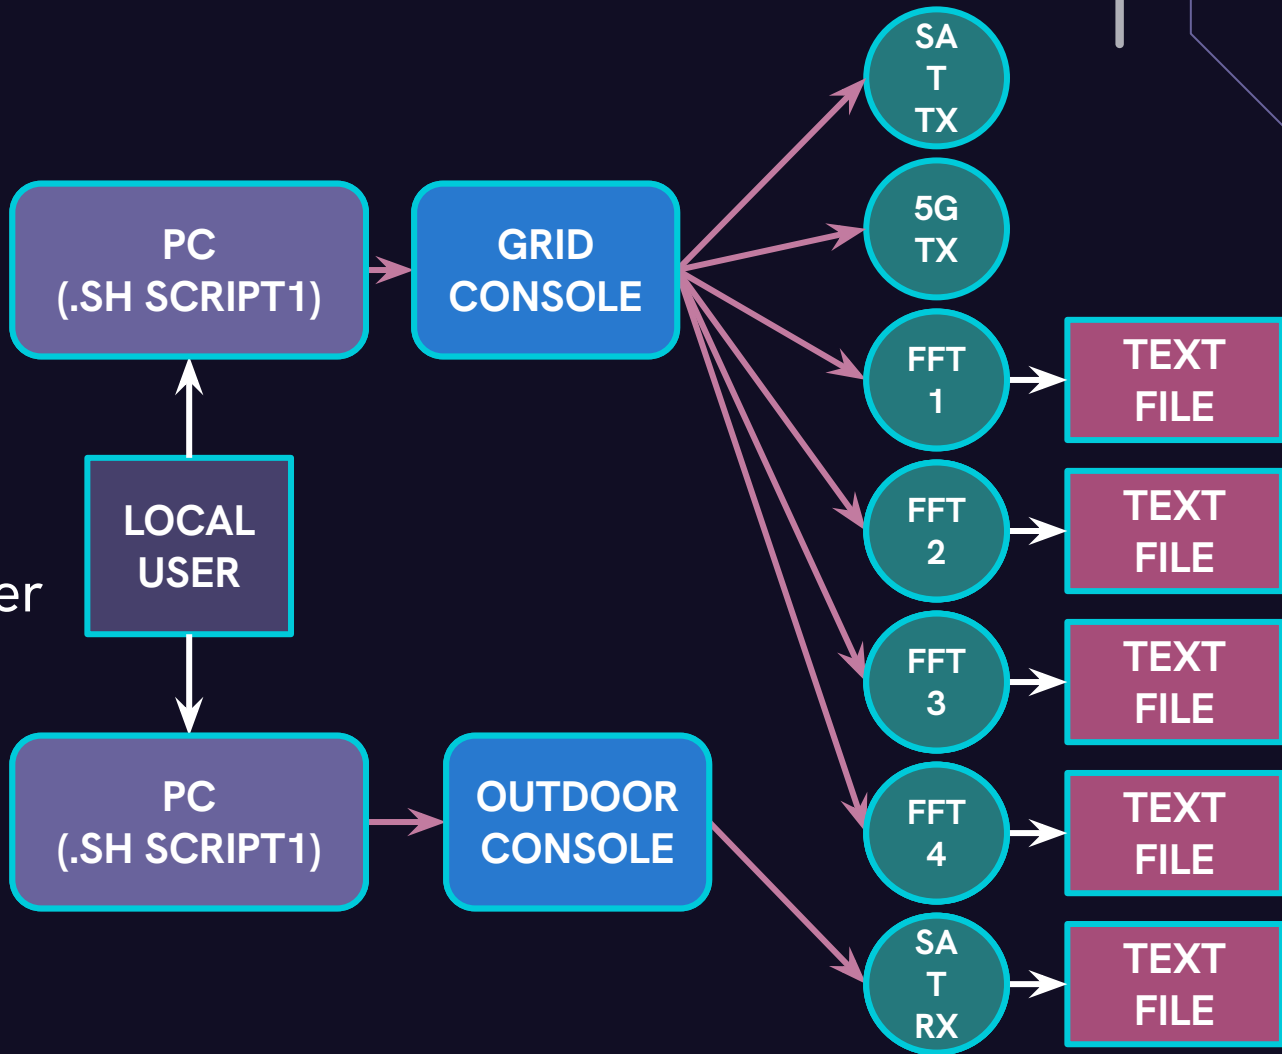 SA
T
TX
5G
TX
PC
(.SH SCRIPT1)
GRID
CONSOLE
FFT
1
TEXT
FILE
LOCAL
USER
er
FFT
2
TEXT
FILE
FFT
3
TEXT
FILE
PC
(.SH SCRIPT1)
OUTDOOR
CONSOLE
FFT
4
TEXT
FILE
SA
T
RX
TEXT
FILE